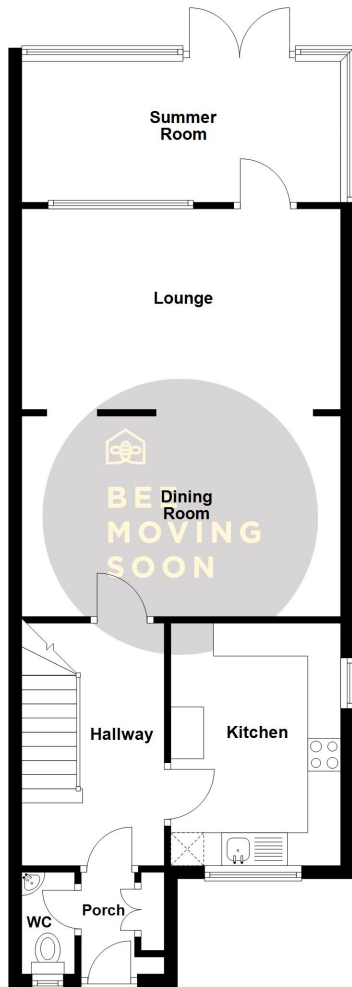 Summer
Room
Lounge
BEE
MOVING
SOON
Dining
Room
Hallway
Kitchen
WC
Porch